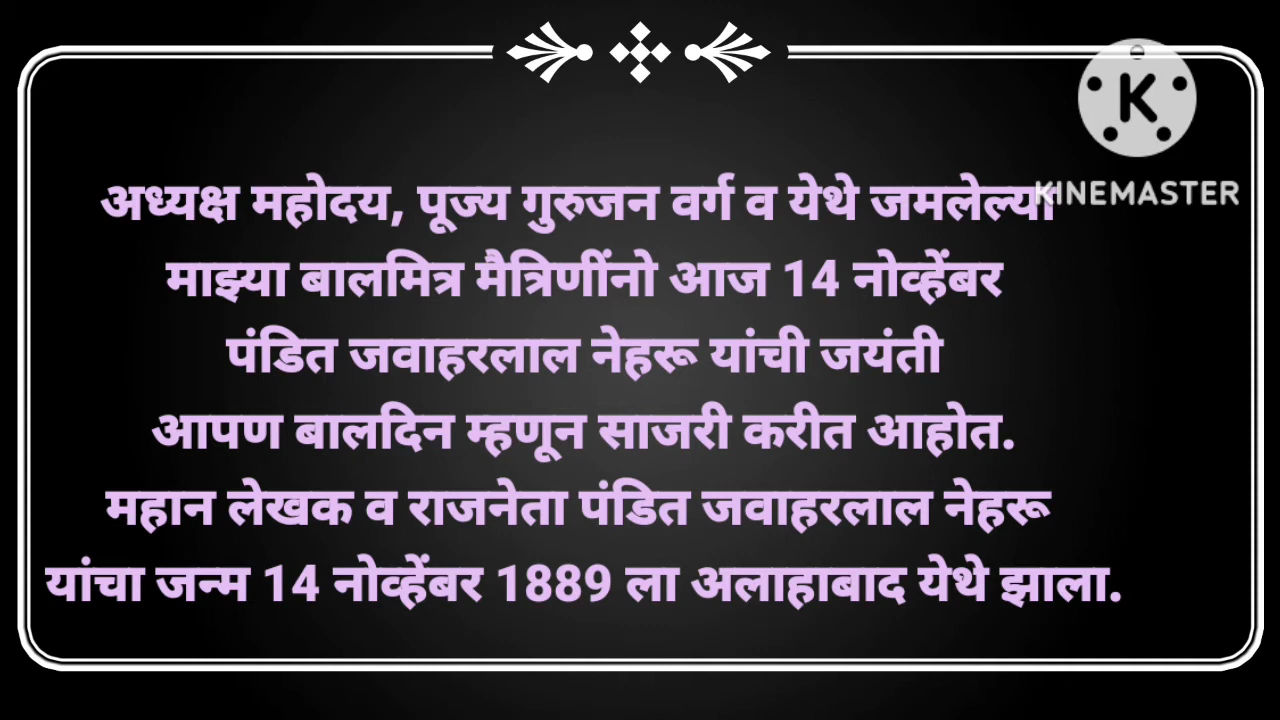 K
KINEMASTER
अध्यक्ष महोदय, पूज्य गुरुजन वर्ग व येथे जमलेल्या
माझ्या बालमित्र मैत्रिणींनो आज 14 नोव्हेंबर
पंडित जवाहरलाल नेहरू यांची जयंती
आपण बालदिन म्हणून साजरी करीत आहोत.
महान लेखक व राजनेता पंडित जवाहरलाल नेहरू
यांचा जन्म 14 नोव्हेंबर 1889 ला अलाहाबाद येथे झाला.